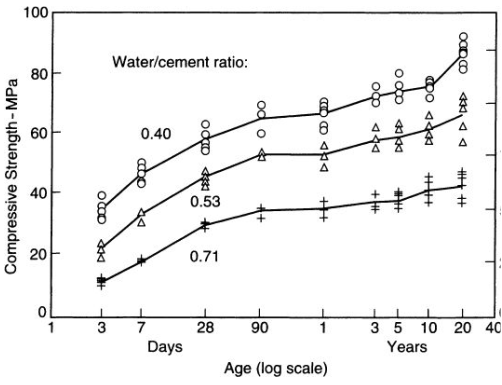 100
80
60
40
20
0
Compressive Strength - MPa
Water/cement ratio:
0.40
0.53
0.71
1 3 7 28 90 1 3 5 10 20 40
Days Years
Age (log scale)